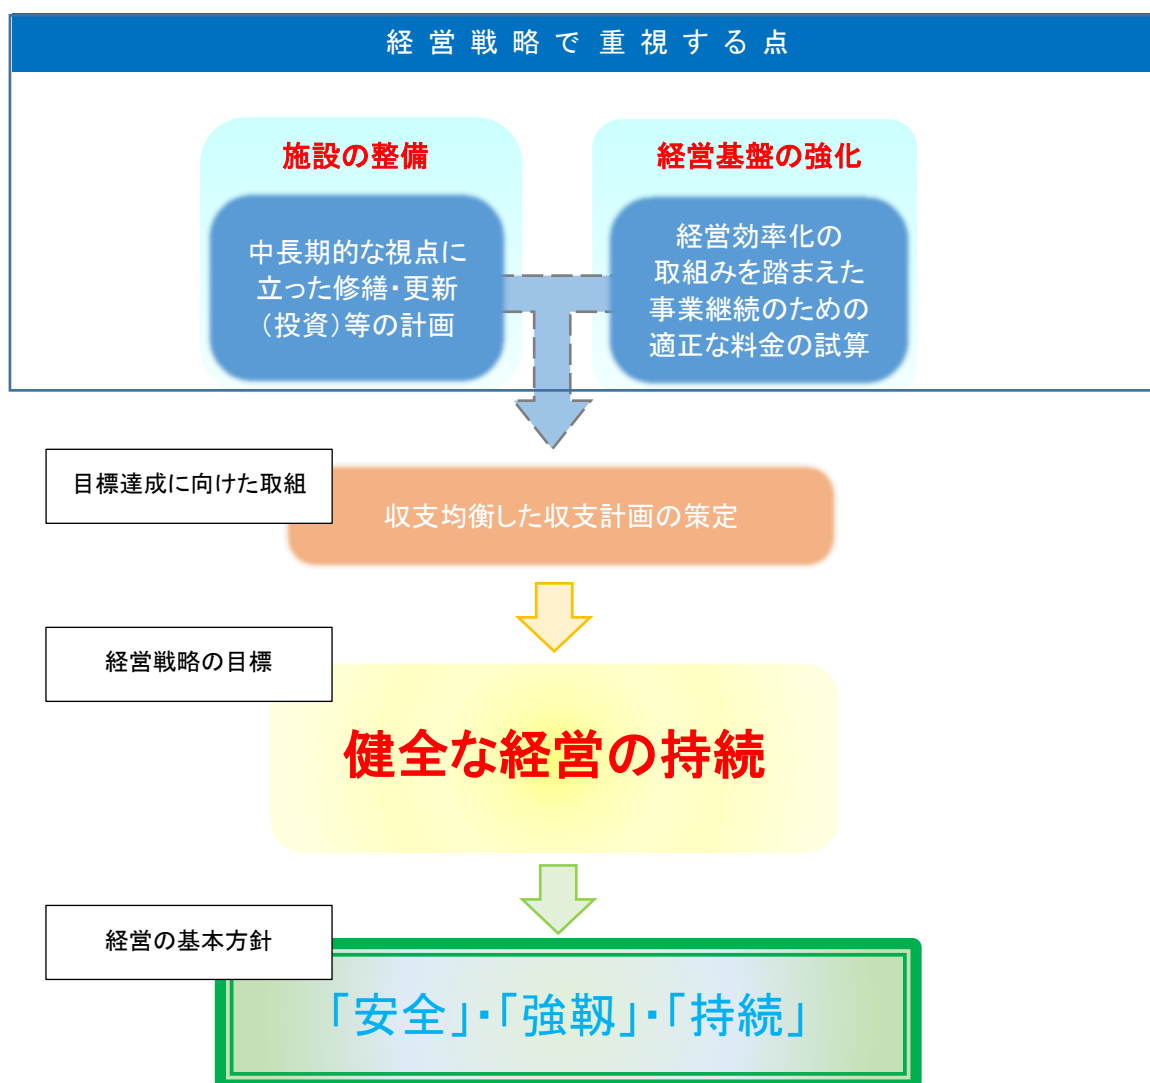 経営戦略で重視する点
施設の整備
中長期的な視点に
立った修繕・更新
（投資）等の計画
経営基盤の強化
経営効率化の
取組みを踏まえた
事業継続のための
適正な料金の試算
目標達成に向けた取組
収支均衡した収支計画の策定
経営戦略の目標
健全な経営の持続
経営の基本方針
「安全」・「強靭」・「持続」